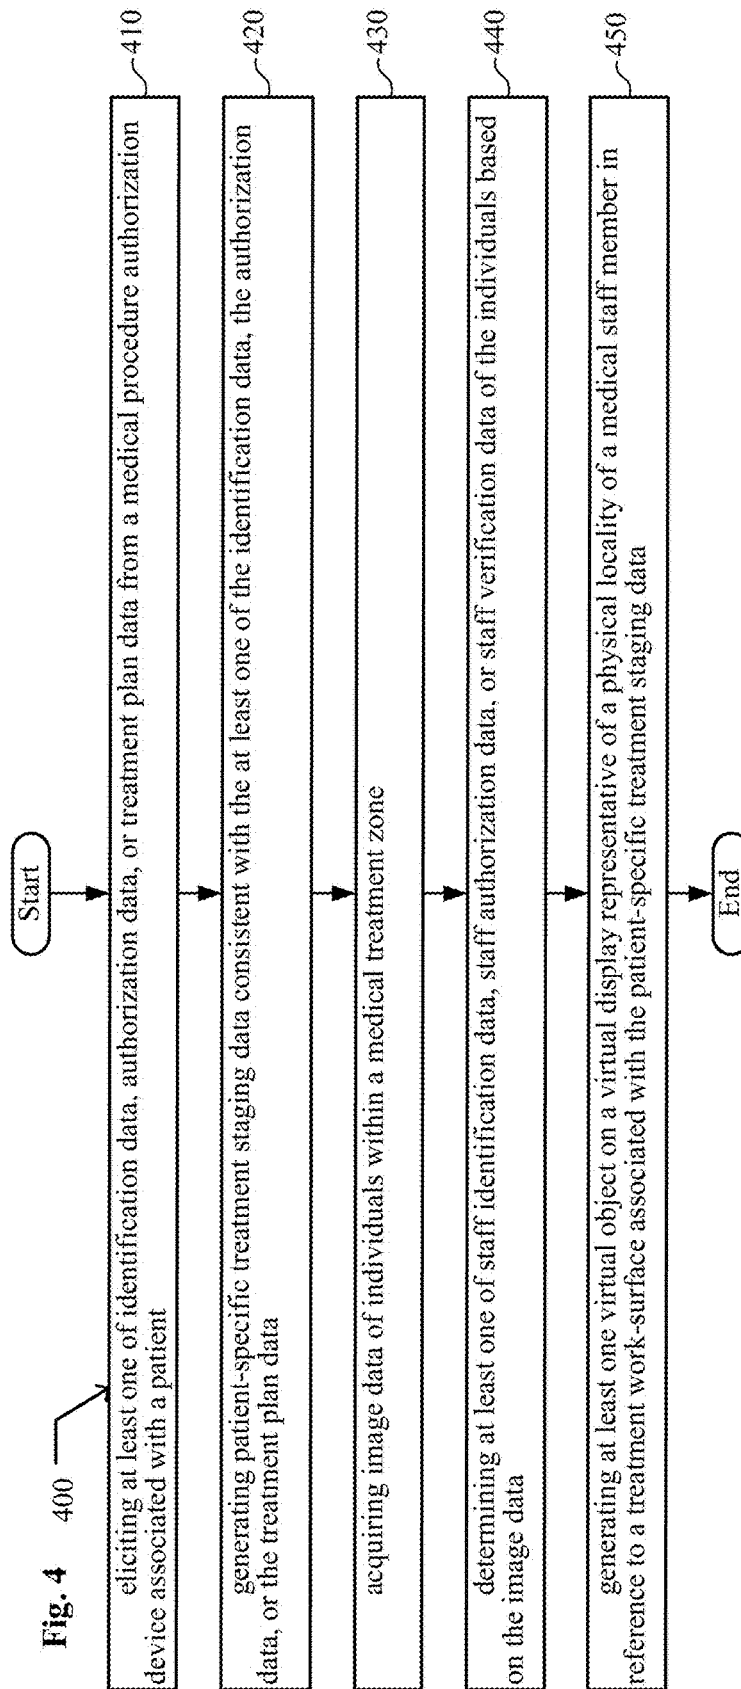 Fig. 4
400
Start
eliciting at least one of identification data, authorization data, or treatment plan data from a medical procedure authorization
device associated with a patient
410
generating patient-specific treatment staging data consistent with the at least one of the identification data, the authorization
data, or the treatment plan data
420
acquiring image data of individuals within a medical treatment zone
430
determining at least one of staff identification data, staff authorization data, or staff verification data of the individuals based
on the image data
440
generating at least one virtual object on a virtual display representative of a physical locality of a medical staff member in
reference to a treatment work-surface associated with the patient-specific treatment staging data
450
End